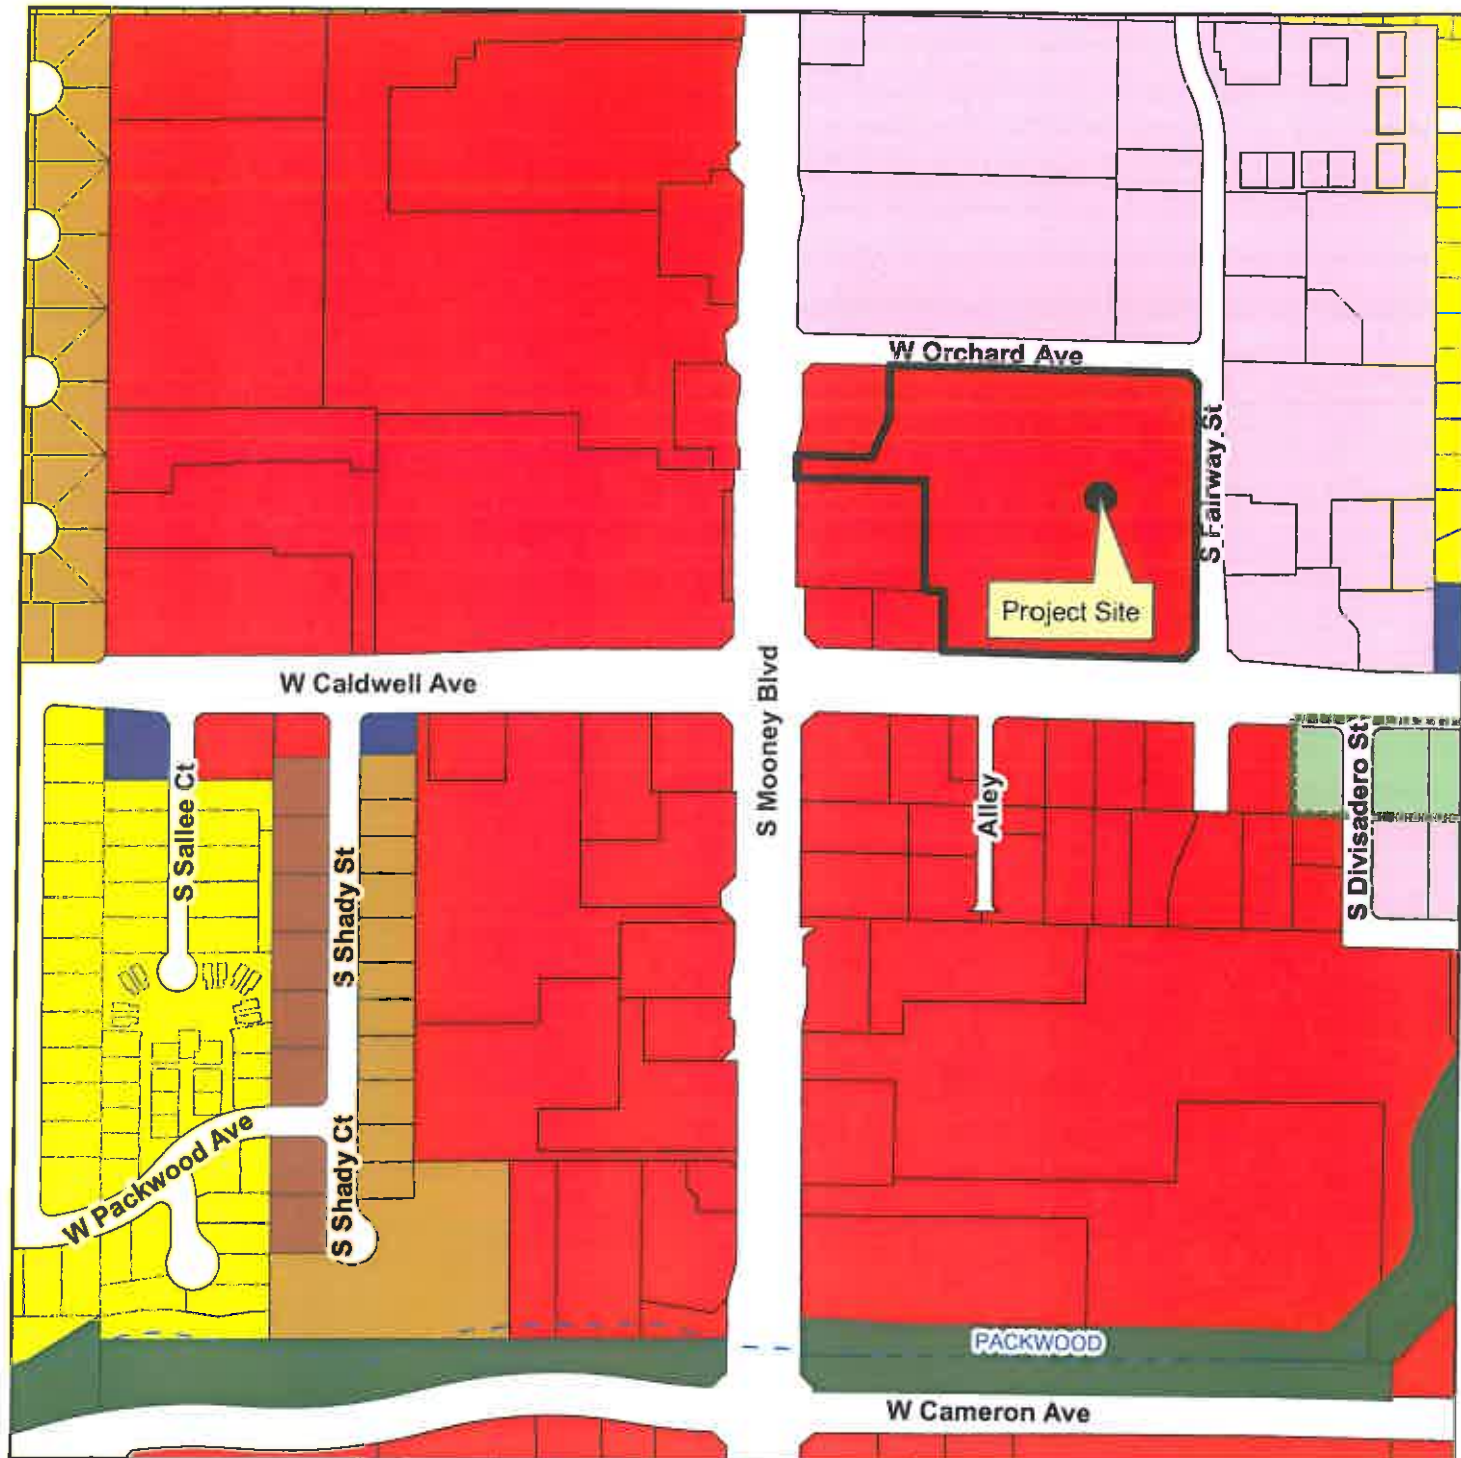 W Orchard Ave
S Fairway St
Project Site
W Caldwell Ave
S Mooney Blvd
S Sallee Ct
S Shady St
Alley
S Divisadero St
W Packwood Ave
S Shady Ct
PACKWOOD
W Cameron Ave